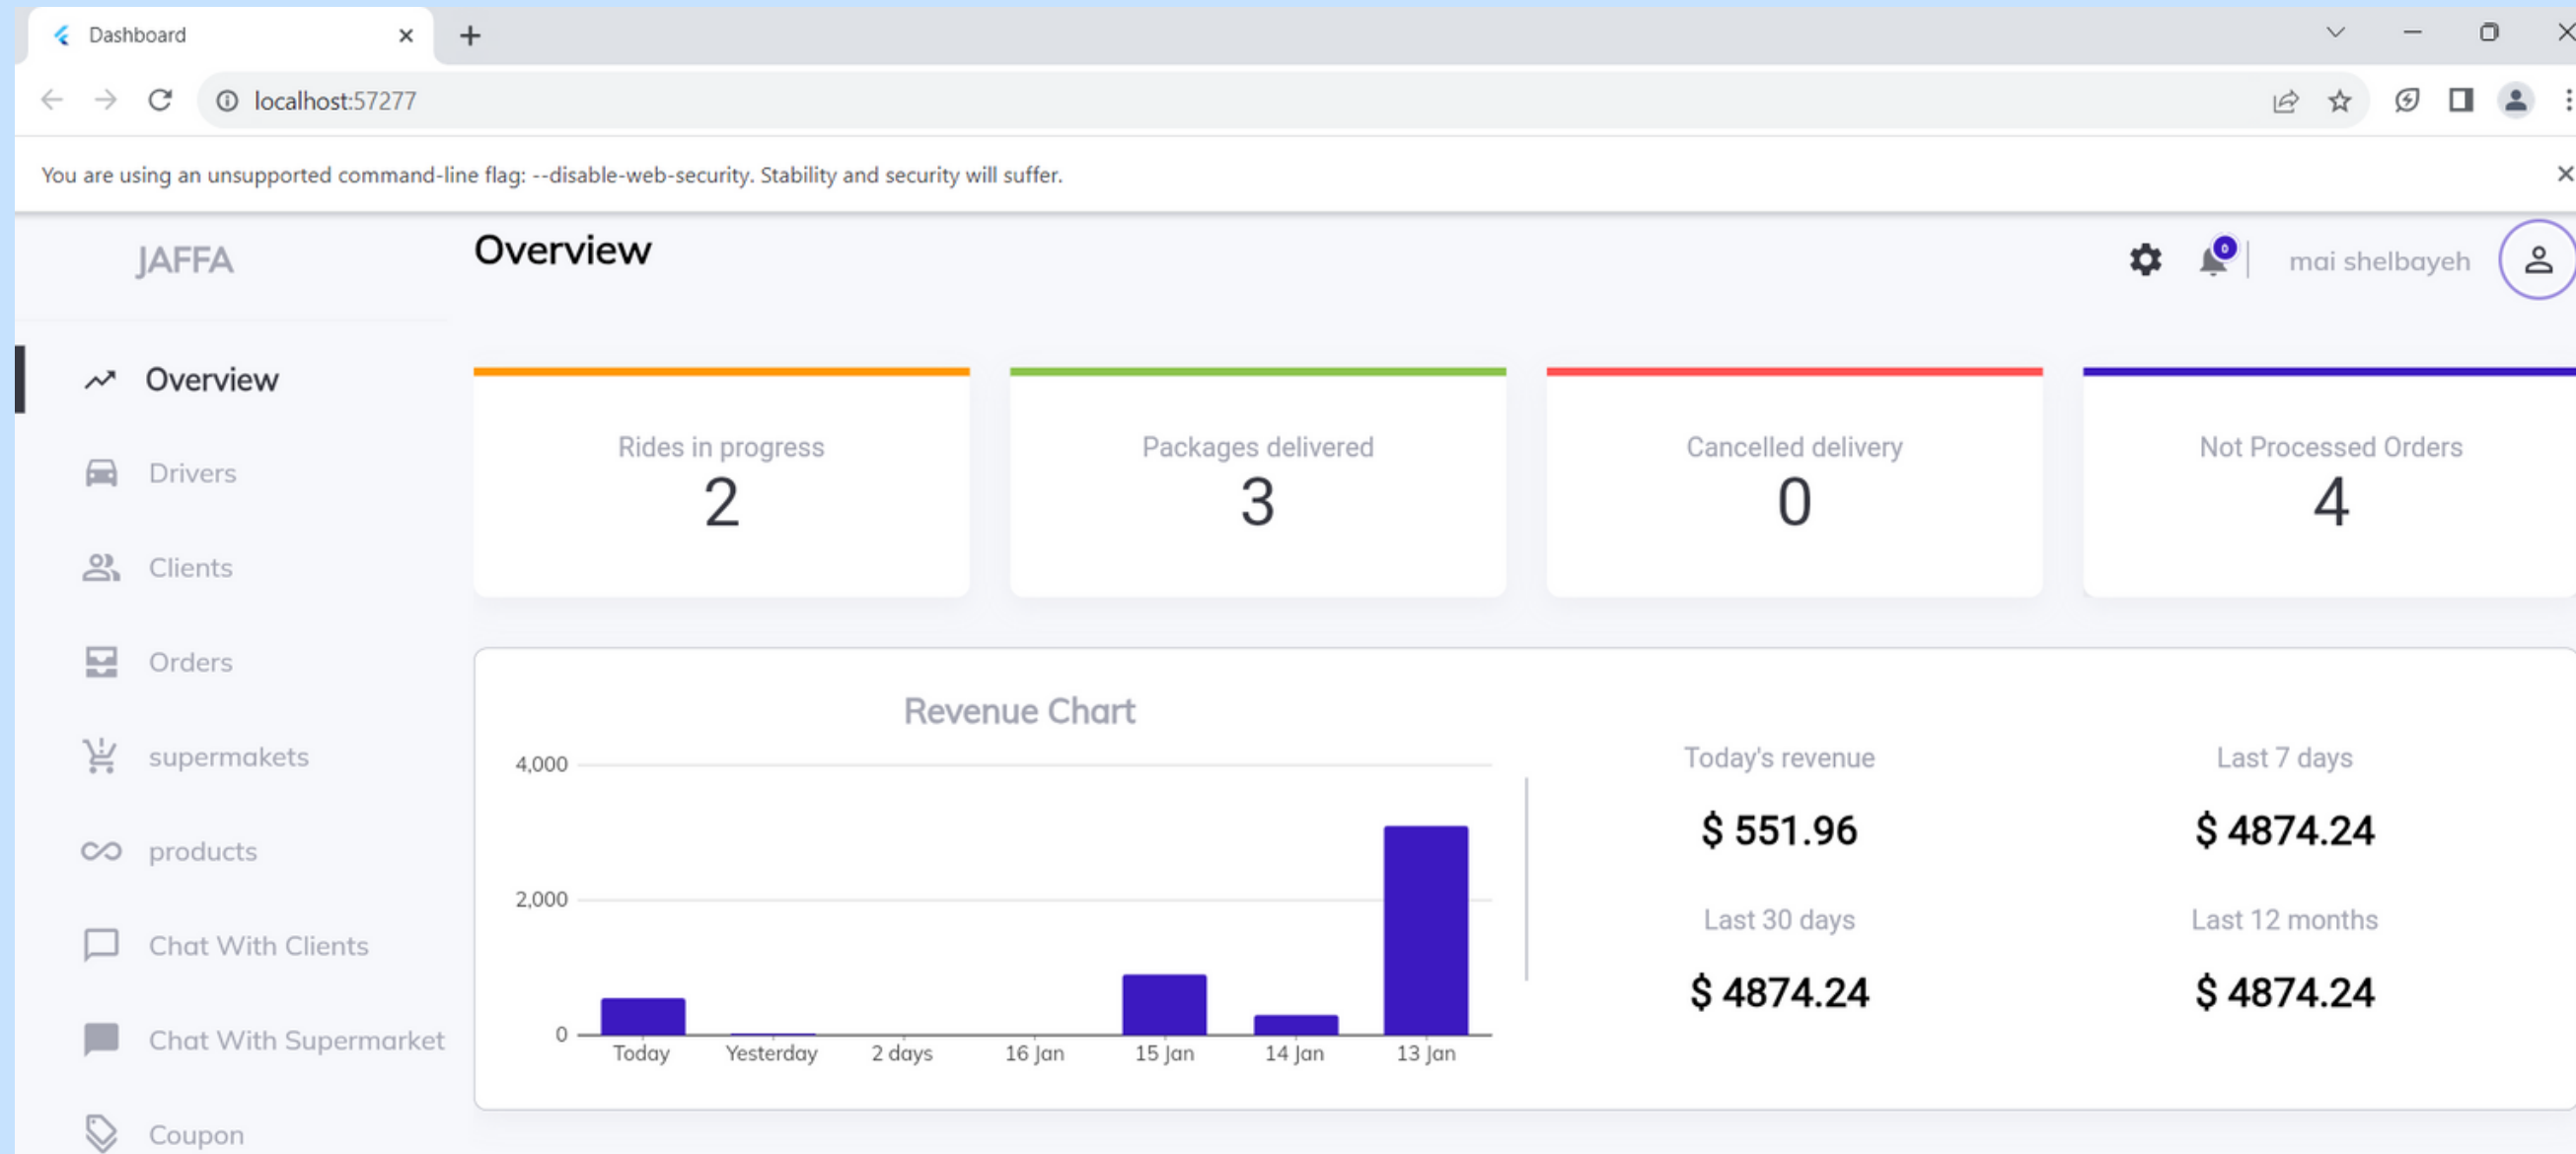 Dashboard
localhost:57277
You are using an unsupported command-line flag: --disable-web-security. Stability and security will suffer.
JAFFA
Overview
0
mai shelbayeh
Overview
Drivers
Clients
Orders
supermakets
products
Chat With Clients
Chat With Supermarket
Coupon
Rides in progress
2
Packages delivered
3
Cancelled delivery
0
Not Processed Orders
4
Revenue Chart
4,000
2,000
0
Today Yesterday 2 days 16 Jan 15 Jan 14 Jan 13 Jan
Today's revenue
$ 551.96
Last 7 days
$ 4874.24
Last 30 days
$ 4874.24
Last 12 months
$ 4874.24